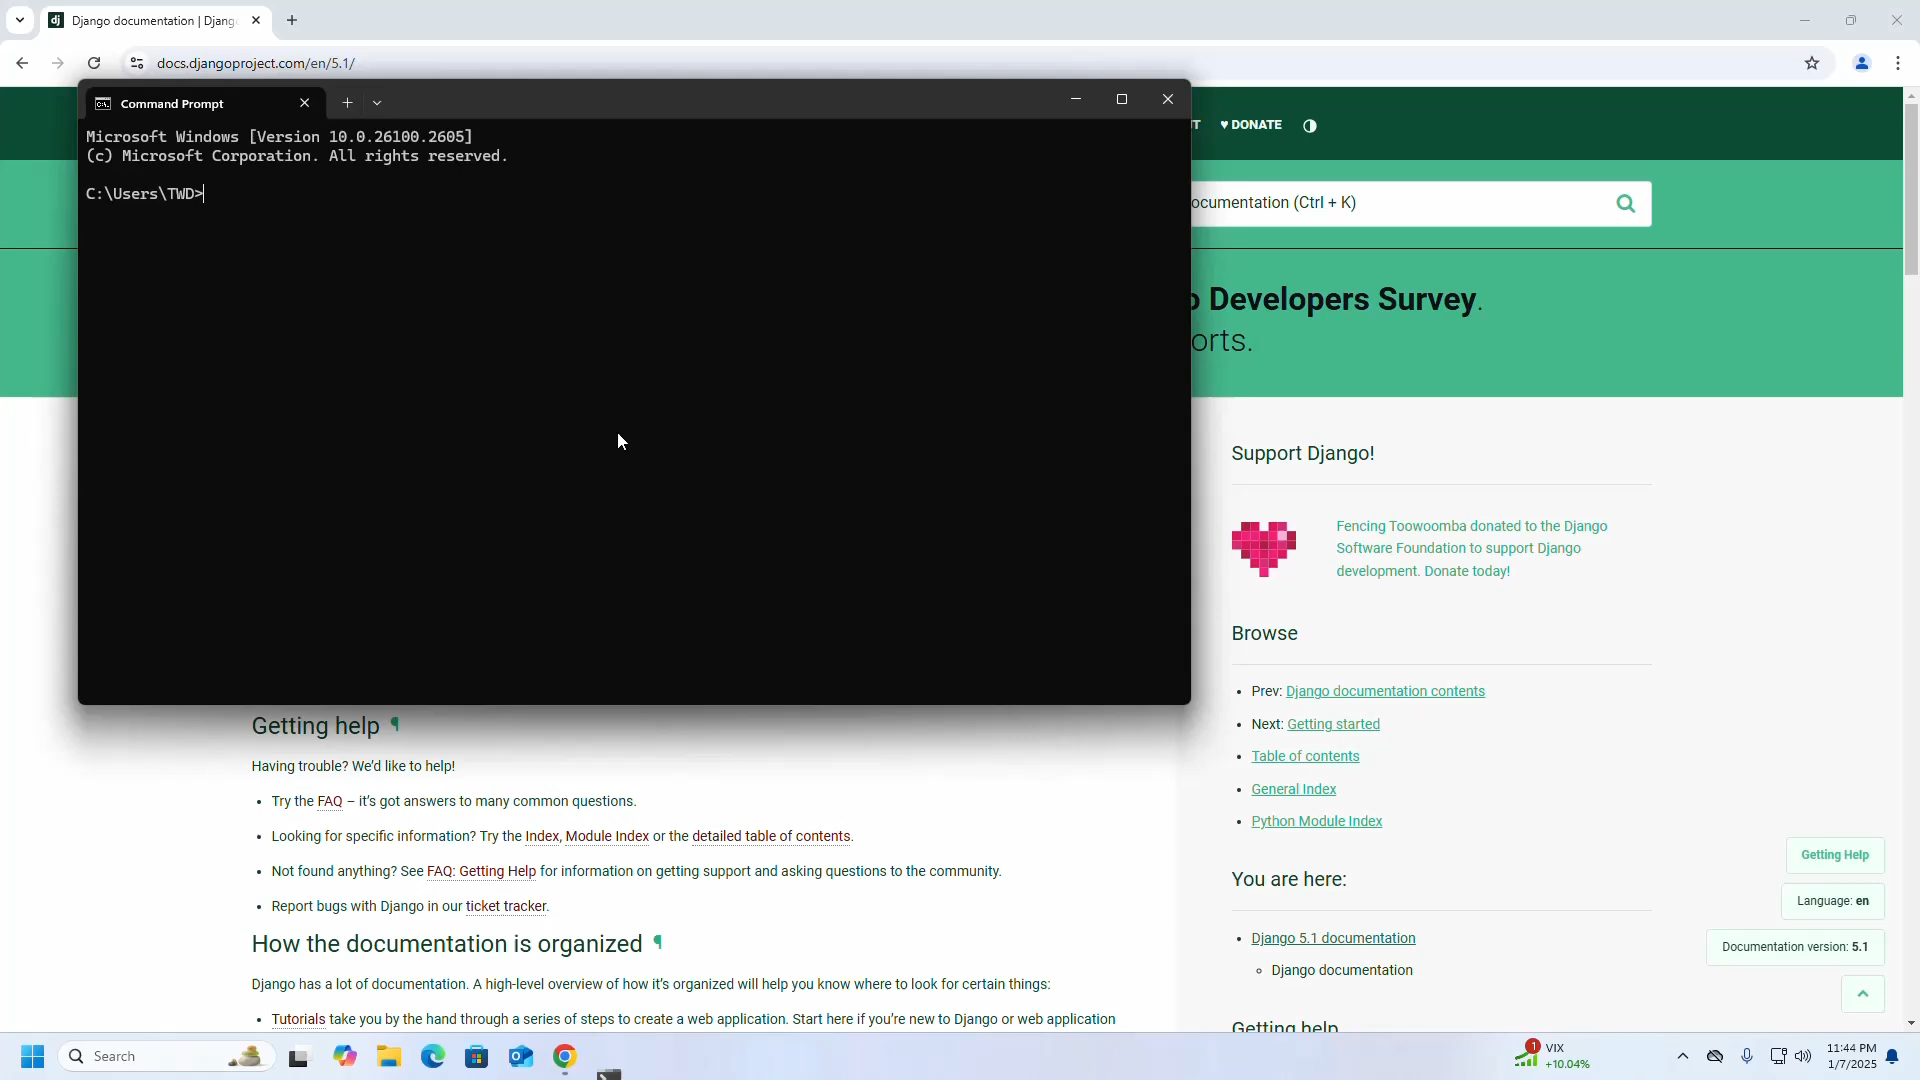 Django documentation | Djang
docs.djangoproject.com/en/5.1/
Command Prompt
Microsoft Windows [Version 10.0.26100.2605]
(c) Microsoft Corporation. All rights reserved.
C:\Users\TWD>
♥ DONATE
ocumentation (Ctrl + K)
Developers Survey.
orts.
Support Django!
Fencing Toowoomba donated to the Django
Software Foundation to support Django
development. Donate today!
Browse
• Prev: Django documentation contents
• Next: Getting started
• Table of contents
• General Index
• Python Module Index
You are here:
• Django 5.1 documentation
◦ Django documentation
Getting help
Getting help ¶
Having trouble? We’d like to help!
• Try the FAQ – it’s got answers to many common questions.
• Looking for specific information? Try the Index, Module Index or the detailed table of contents.
• Not found anything? See FAQ: Getting Help for information on getting support and asking questions to the community.
• Report bugs with Django in our ticket tracker.
How the documentation is organized ¶
Django has a lot of documentation. A high-level overview of how it’s organized will help you know where to look for certain things:
• Tutorials take you by the hand through a series of steps to create a web application. Start here if you’re new to Django or web application
Getting Help
Language: en
Documentation version: 5.1
Search
1
VIX
+10.04%
11:44 PM
1/7/2025